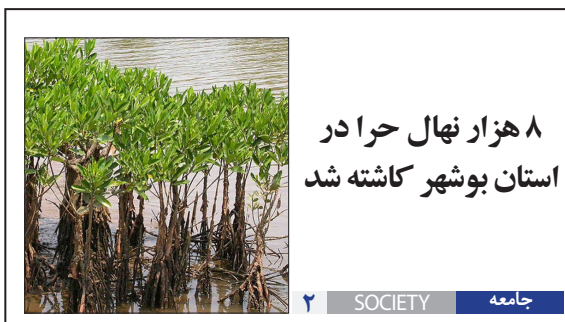 ۸ هزار نهال حرا در
استان بوشهر کاشته شد
جامعه SOCIETY ۲